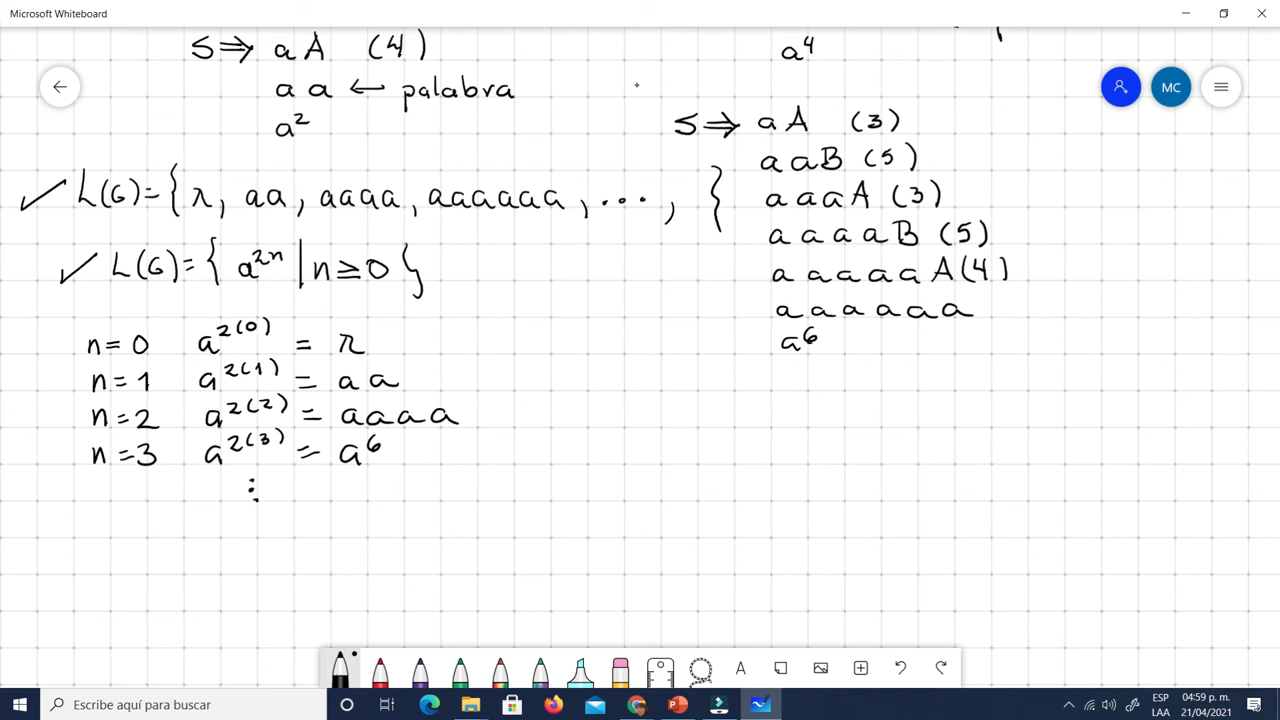 Microsoft Whiteboard
S ⇒ aA (4)
a a ← palabra
a²
✓ L(G)={ λ, aa, aaaa, aaaaaa, ..., }
✓ L(G)={ a²ⁿ | n≥0 }
n=0 a²⁽⁰⁾ = λ
n=1 a²⁽¹⁾ = aa
n=2 a²⁽²⁾ = aaaa
n=3 a²⁽³⁾ = a⁶
⋮
a⁴
S ⇒ aA (3)
aaB (5)
aaaA (3)
aaaaB (5)
aaaaaA(4)
aaaaaa
a⁶
MC
A
Escribe aquí para buscar
ESP 04:59 p. m.
LAA 21/04/2021